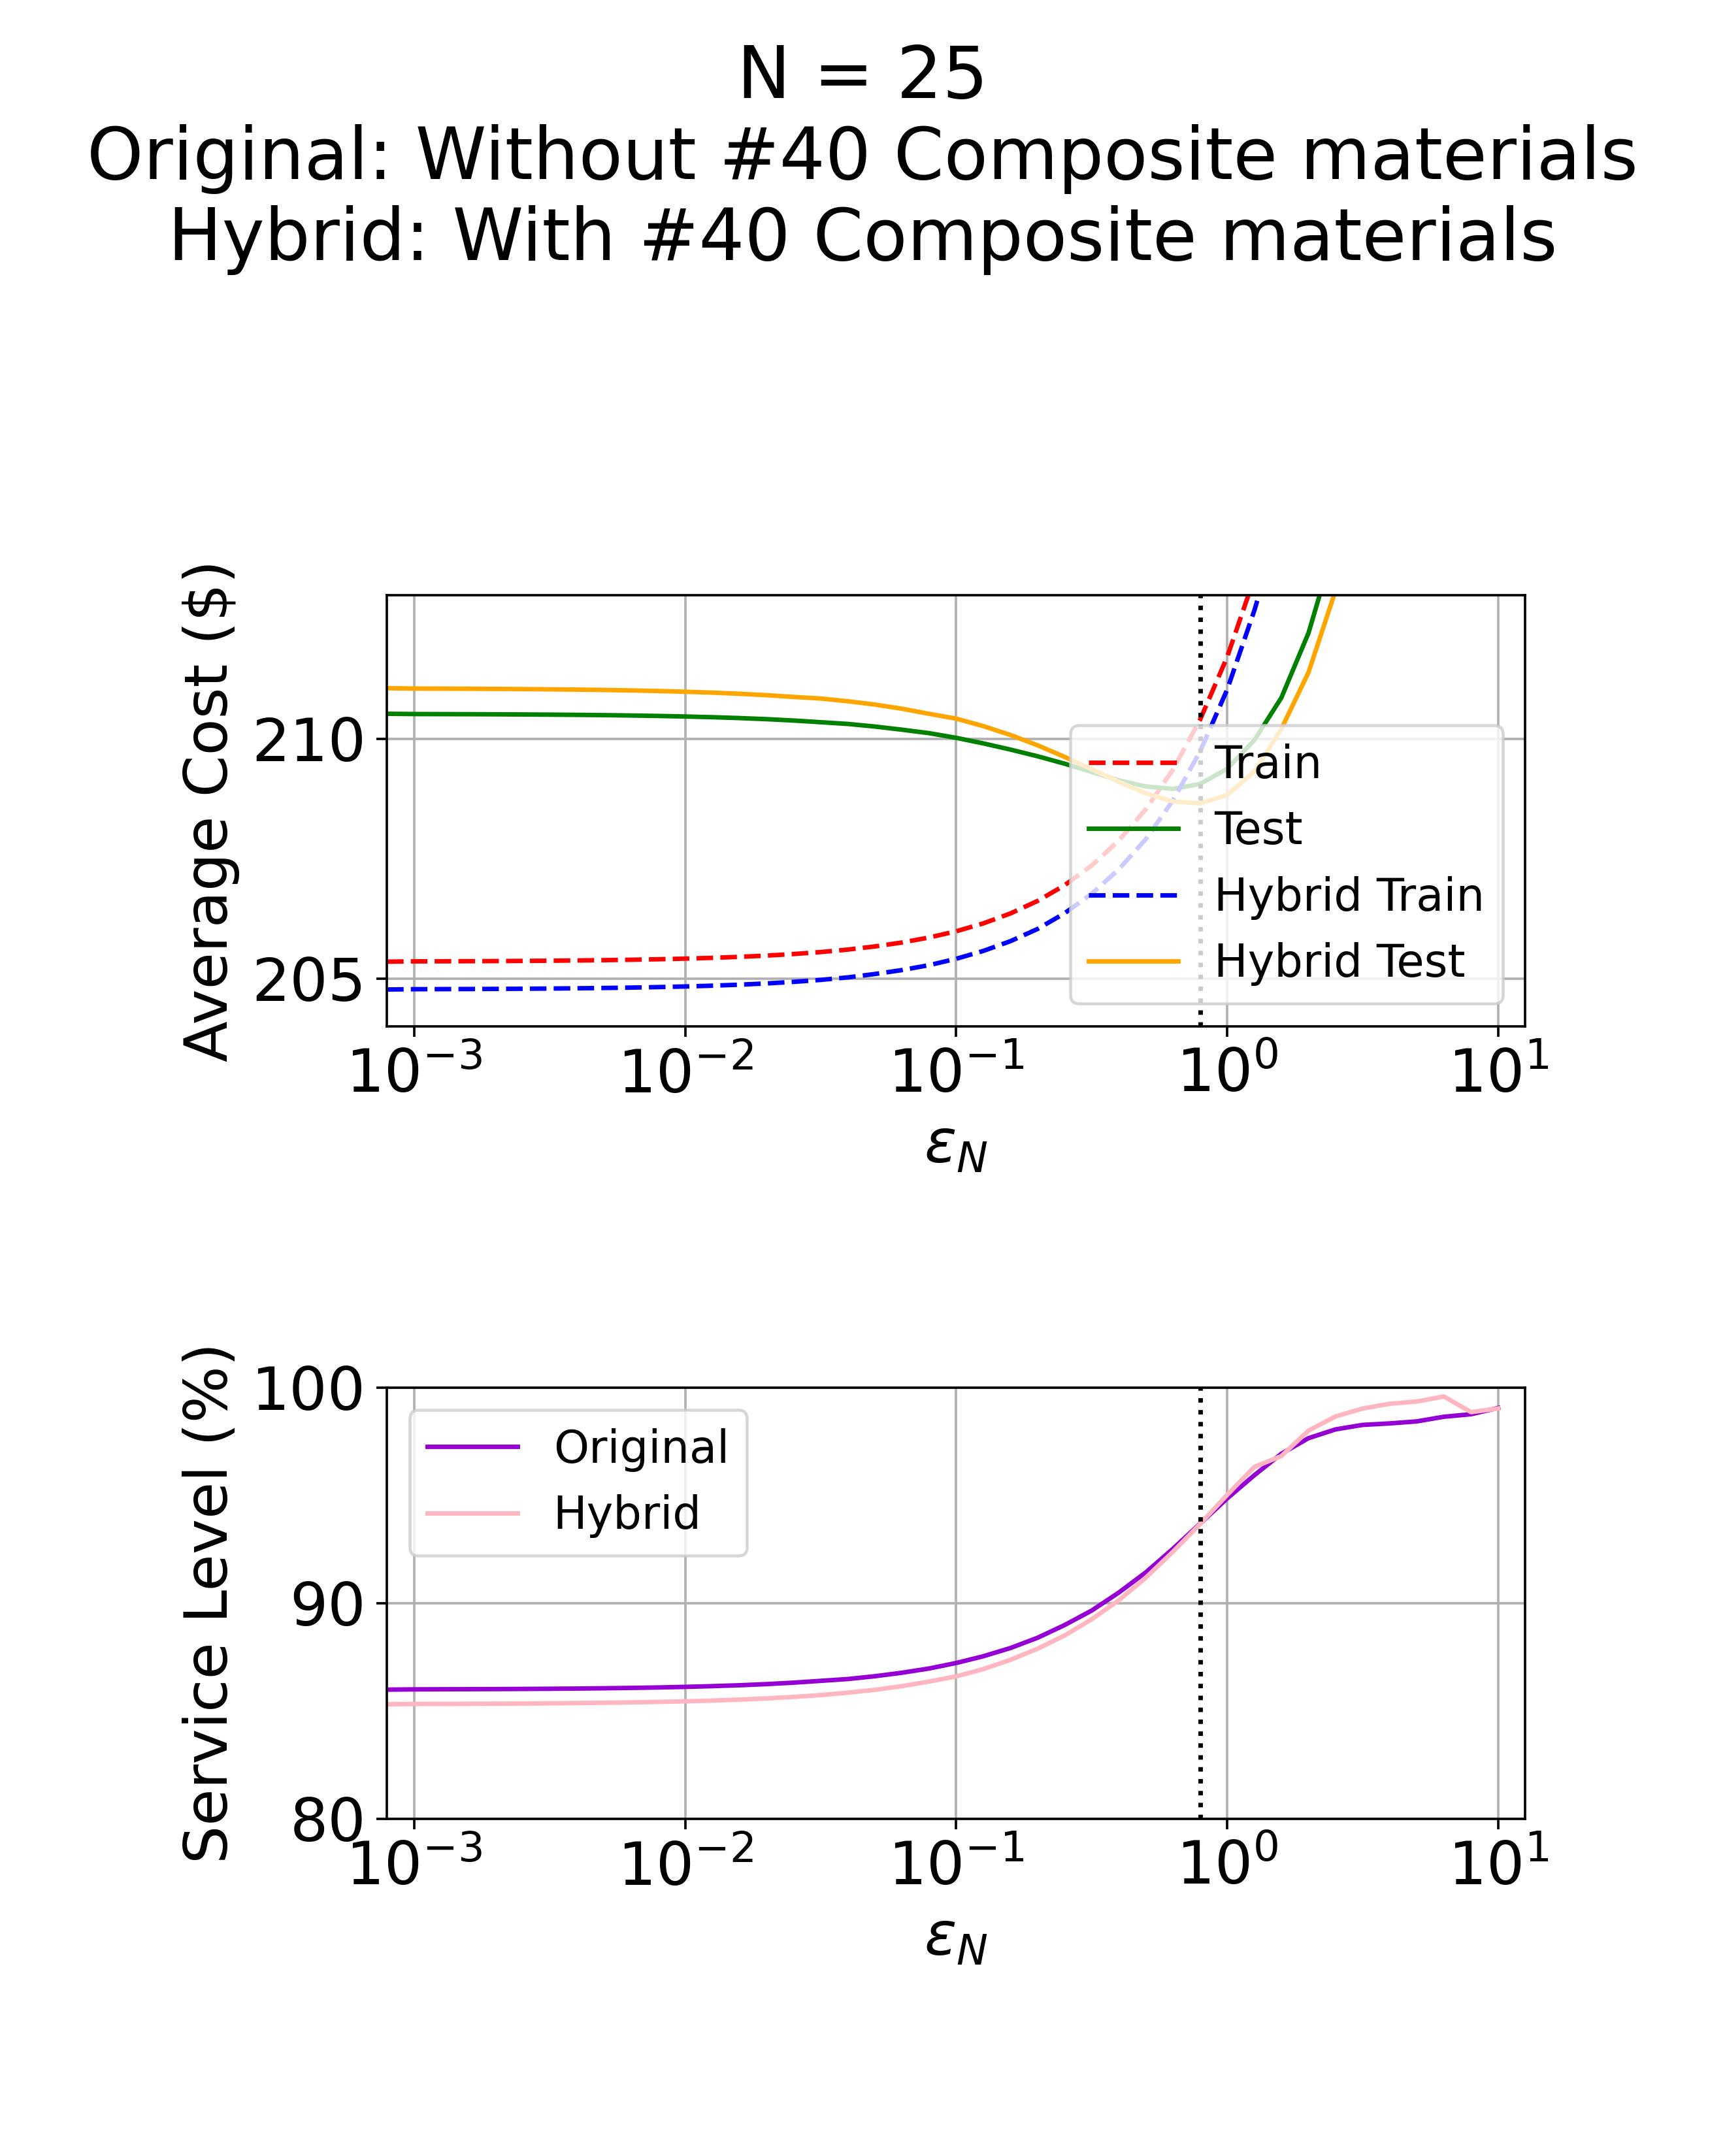 N = 25
Original: Without #40 Composite materials
Hybrid: With #40 Composite materials
Average Cost ($)
210
205
Train
Test
Hybrid Train
Hybrid Test
10⁻³ 10⁻² 10⁻¹ 10⁰ 10¹
ε_N
Service Level (%)
100
90
80
Original
Hybrid
10⁻³ 10⁻² 10⁻¹ 10⁰ 10¹
ε_N